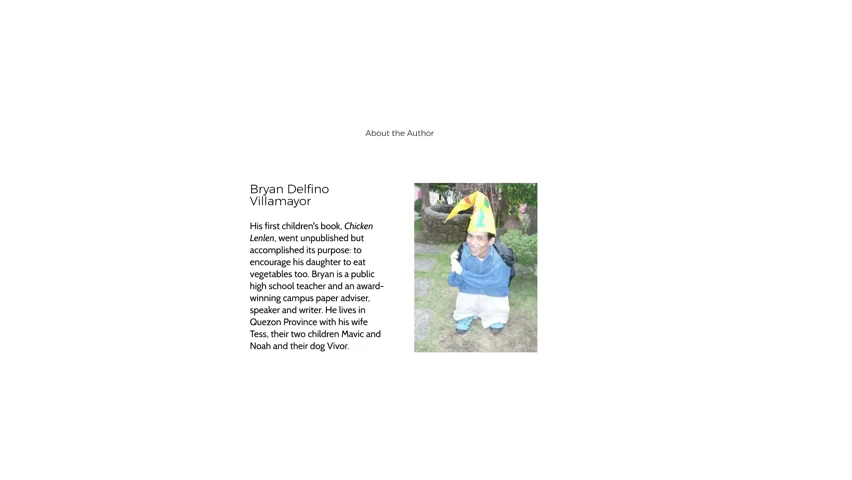 About the Author
Bryan Delfino
Villamayor
His first children's book, Chicken
Lenlen, went unpublished but
accomplished its purpose: to
encourage his daughter to eat
vegetables too. Bryan is a public
high school teacher and an award-
winning campus paper adviser,
speaker and writer. He lives in
Quezon Province with his wife
Tess, their two children Mavic and
Noah and their dog Vivor.